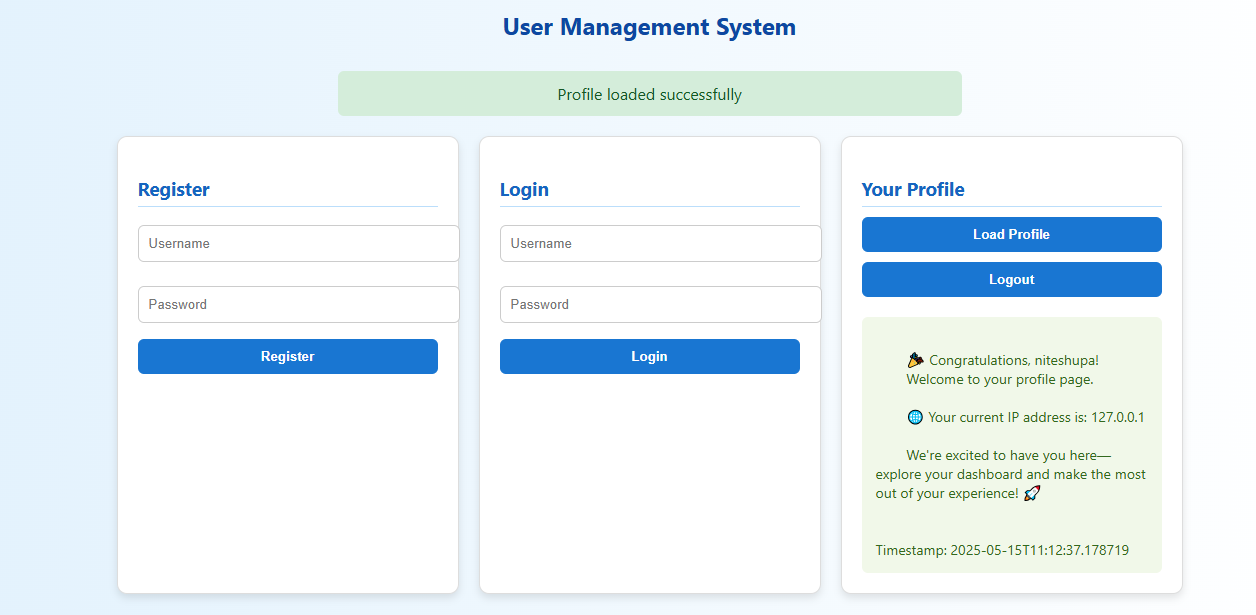 User Management System
Profile loaded successfully
Register
Username
Password
Register
Login
Username
Password
Login
Your Profile
Load Profile
Logout
🎉 Congratulations, niteshupa!
Welcome to your profile page.
🌐 Your current IP address is: 127.0.0.1
We're excited to have you here—
explore your dashboard and make the most
out of your experience! 🚀
Timestamp: 2025-05-15T11:12:37.178719